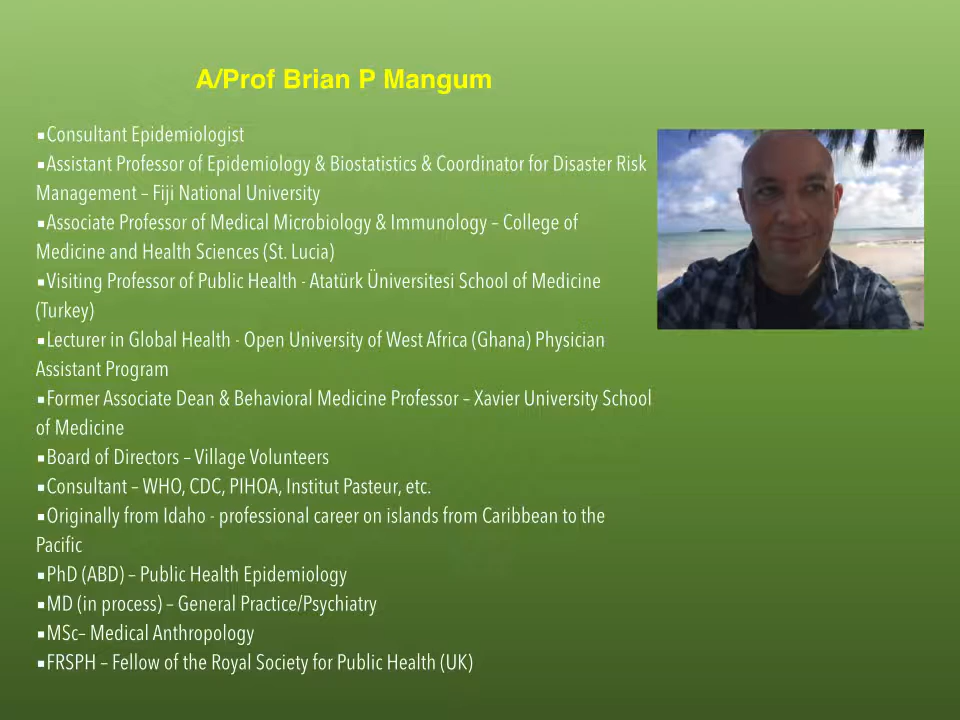 A/Prof Brian P Mangum
▪Consultant Epidemiologist
▪Assistant Professor of Epidemiology & Biostatistics & Coordinator for Disaster Risk
Management – Fiji National University
▪Associate Professor of Medical Microbiology & Immunology – College of
Medicine and Health Sciences (St. Lucia)
▪Visiting Professor of Public Health - Atatürk Üniversitesi School of Medicine
(Turkey)
▪Lecturer in Global Health - Open University of West Africa (Ghana) Physician
Assistant Program
▪Former Associate Dean & Behavioral Medicine Professor – Xavier University School
of Medicine
▪Board of Directors – Village Volunteers
▪Consultant – WHO, CDC, PIHOA, Institut Pasteur, etc.
▪Originally from Idaho - professional career on islands from Caribbean to the
Pacific
▪PhD (ABD) – Public Health Epidemiology
▪MD (in process) – General Practice/Psychiatry
▪MSc– Medical Anthropology
▪FRSPH – Fellow of the Royal Society for Public Health (UK)